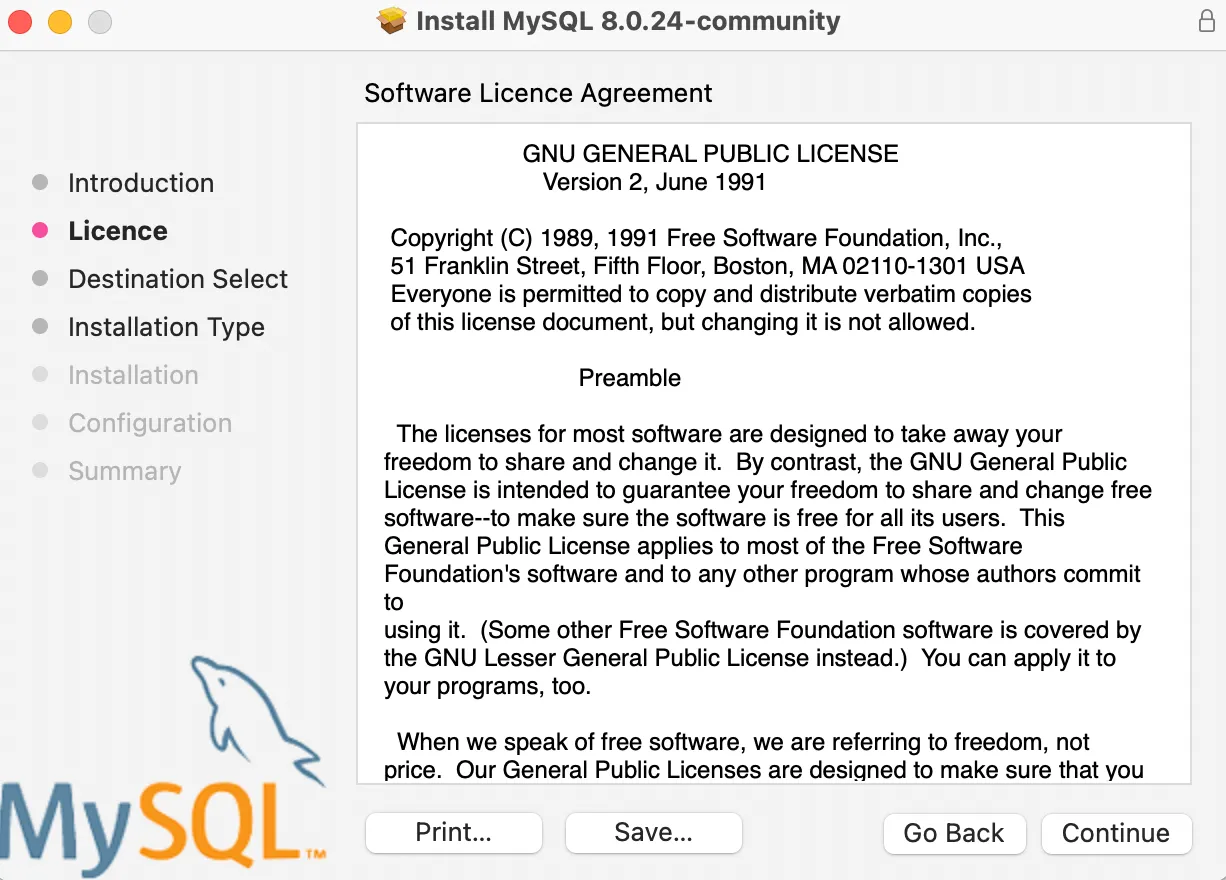 Install MySQL 8.0.24-community
Software Licence Agreement
Introduction
Licence
Destination Select
Installation Type
Installation
Configuration
Summary
GNU GENERAL PUBLIC LICENSE
Version 2, June 1991
Copyright (C) 1989, 1991 Free Software Foundation, Inc.,
51 Franklin Street, Fifth Floor, Boston, MA 02110-1301 USA
Everyone is permitted to copy and distribute verbatim copies
of this license document, but changing it is not allowed.
Preamble
The licenses for most software are designed to take away your
freedom to share and change it.  By contrast, the GNU General Public
License is intended to guarantee your freedom to share and change free
software--to make sure the software is free for all its users.  This
General Public License applies to most of the Free Software
Foundation's software and to any other program whose authors commit
to
using it.  (Some other Free Software Foundation software is covered by
the GNU Lesser General Public License instead.)  You can apply it to
your programs, too.
When we speak of free software, we are referring to freedom, not
price.  Our General Public Licenses are designed to make sure that you
MySQL™
Print...
Save...
Go Back
Continue